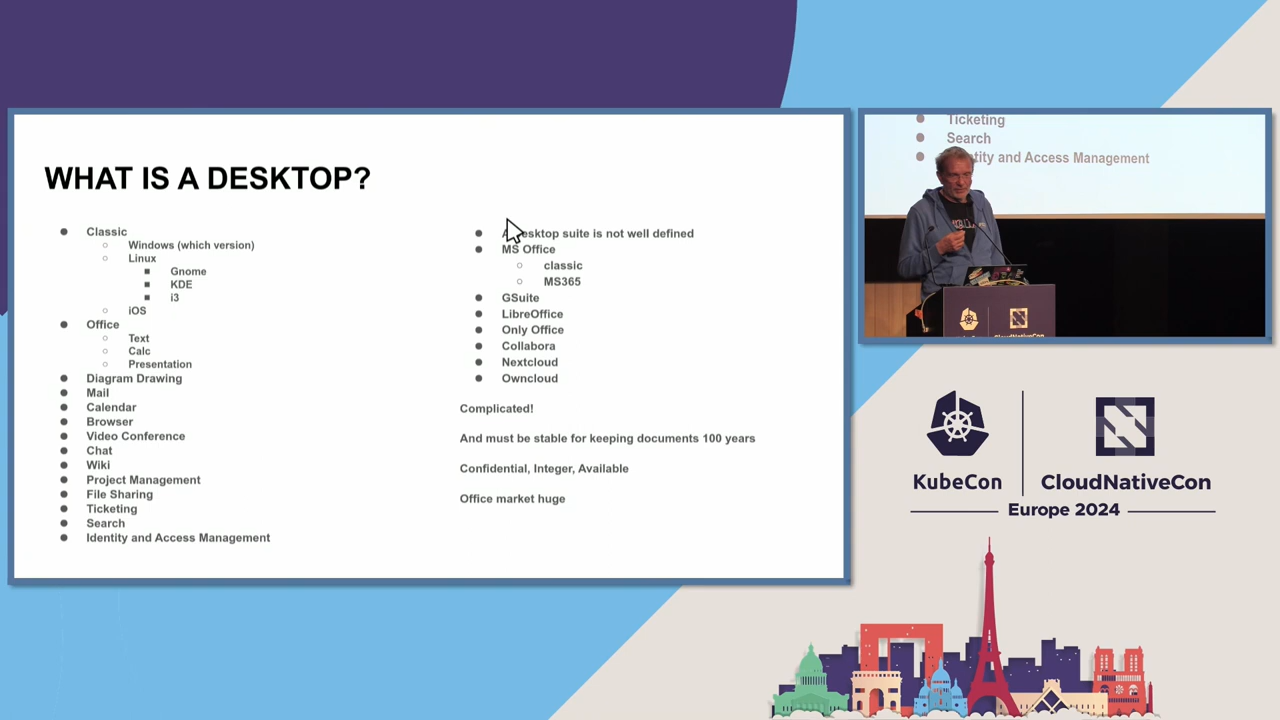 WHAT IS A DESKTOP?
Classic
Windows (which version)
Linux
Gnome
KDE
i3
iOS
Office
Text
Calc
Presentation
Diagram Drawing
Mail
Calendar
Browser
Video Conference
Chat
Wiki
Project Management
File Sharing
Ticketing
Search
Identity and Access Management
desktop suite is not well defined
MS Office
classic
MS365
GSuite
LibreOffice
Only Office
Collabora
Nextcloud
Owncloud
Complicated!
And must be stable for keeping documents 100 years
Confidential, Integer, Available
Office market huge
Ticketing
Search
and Access Management
KubeCon
CloudNativeCon
Europe 2024